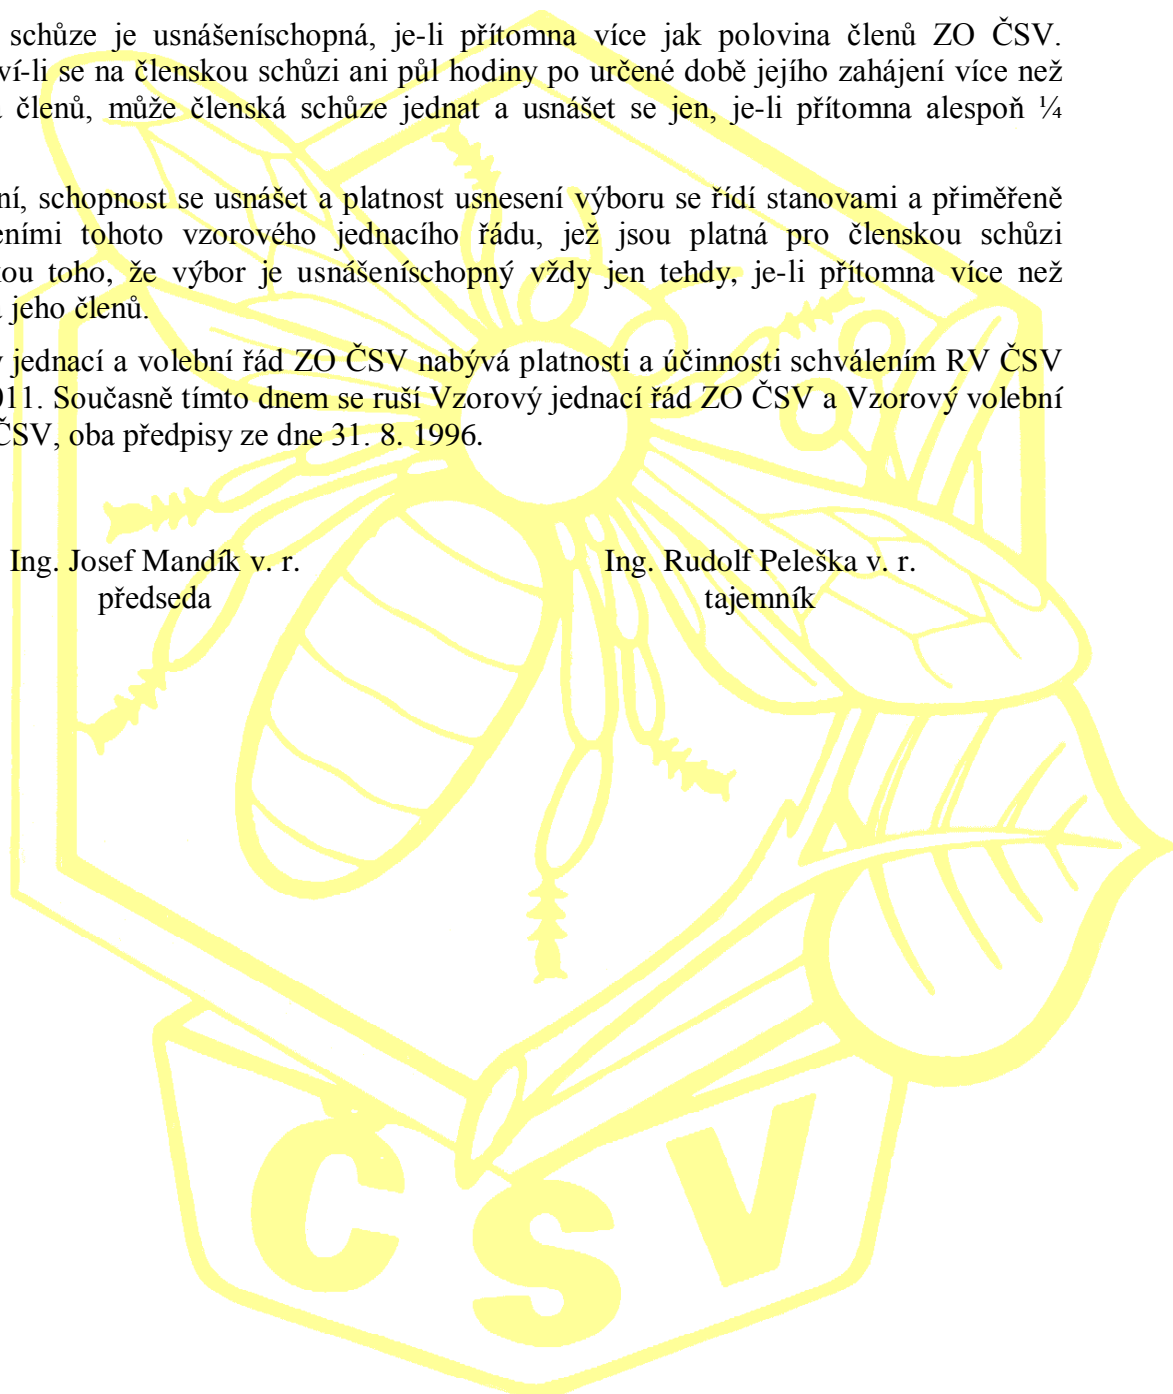 schůze je usnášeníschopná, je-li přítomna více jak polovina členů ZO ČSV.
ví-li se na členskou schůzi ani půl hodiny po určené době jejího zahájení více než
členů, může členská schůze jednat a usnášet se jen, je-li přítomna alespoň ¼
ní, schopnost se usnášet a platnost usnesení výboru se řídí stanovami a přiměřeně
eními tohoto vzorového jednacího řádu, jež jsou platná pro členskou schůzi
kou toho, že výbor je usnášeníschopný vždy jen tehdy, je-li přítomna více než
jeho členů.
jednací a volební řád ZO ČSV nabývá platnosti a účinnosti schválením RV ČSV
011. Současně tímto dnem se ruší Vzorový jednací řád ZO ČSV a Vzorový volební
ČSV, oba předpisy ze dne 31. 8. 1996.
Ing. Josef Mandík v. r. Ing. Rudolf Peleška v. r.
předseda tajemník
ČSV